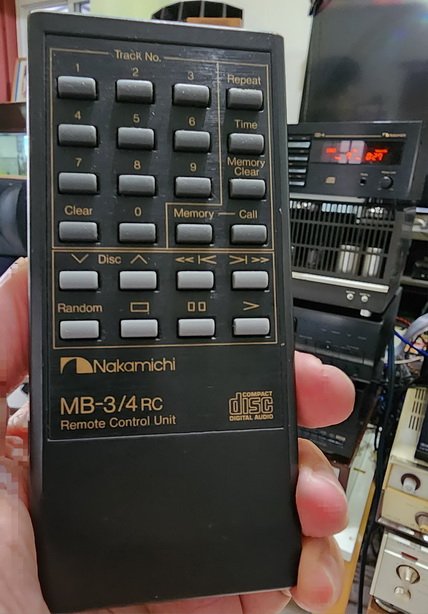 Track No.
1 2 3 Repeat
4 5 6 Time
7 8 9 Memory Clear
Clear 0 Memory — Call
Disc
Random
Nakamichi
MB-3/4 RC
Remote Control Unit
COMPACT
disc
DIGITAL AUDIO